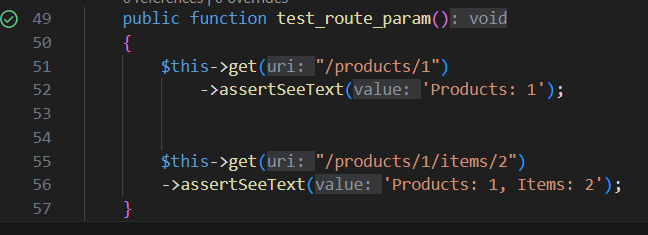 0 references | 0 overrides
49 public function test_route_param(): void
50 {
51 $this->get(uri: "/products/1")
52 ->assertSeeText(value: 'Products: 1');
53
54
55 $this->get(uri: "/products/1/items/2")
56 ->assertSeeText(value: 'Products: 1, Items: 2');
57 }